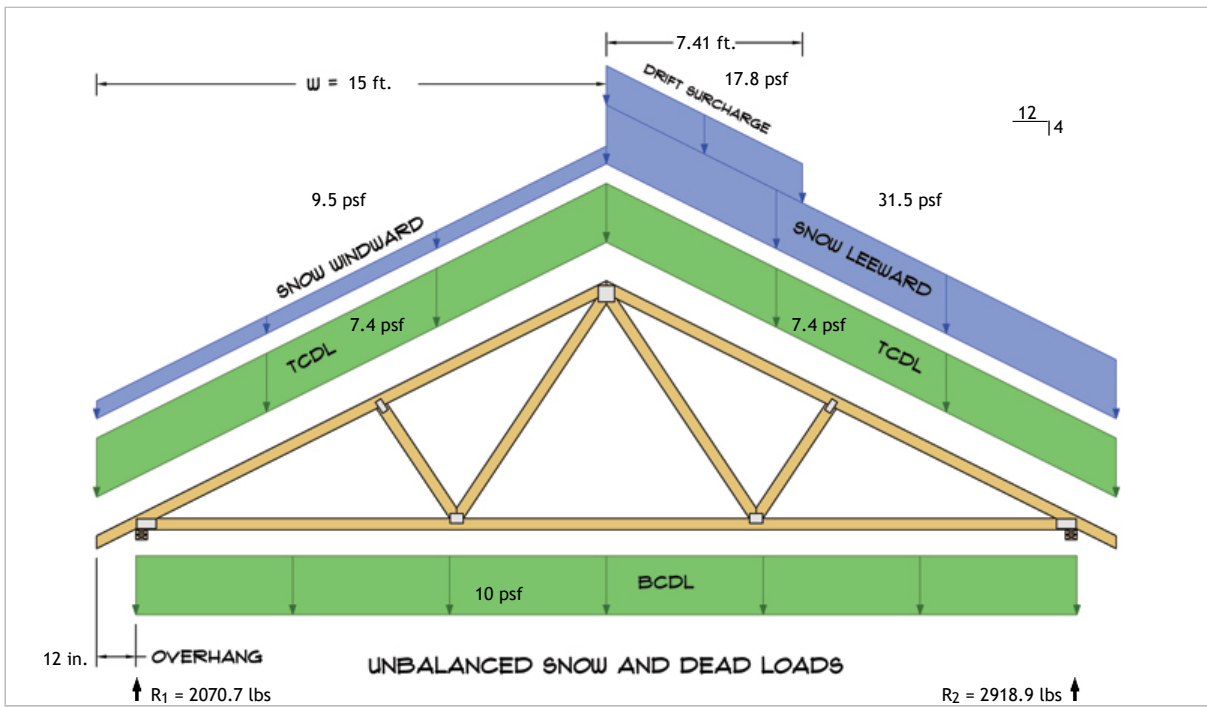 7.41 ft.
W = 15 ft.
DRIFT SURCHARGE
17.8 psf
12
4
9.5 psf
31.5 psf
SNOW WINDWARD
SNOW LEEWARD
7.4 psf
7.4 psf
TCDL
TCDL
10 psf
BCDL
12 in.
OVERHANG
UNBALANCED SNOW AND DEAD LOADS
R₁ = 2070.7 lbs
R₂ = 2918.9 lbs